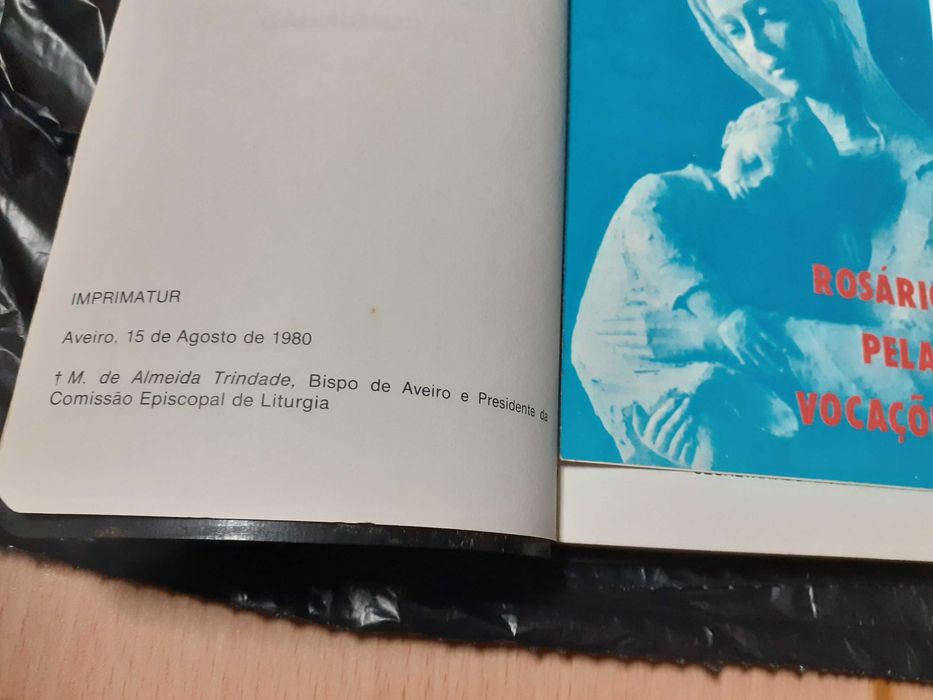 IMPRIMATUR
Aveiro, 15 de Agosto de 1980
† M. de Almeida Trindade, Bispo de Aveiro e Presidente da
Comissão Episcopal de Liturgia
ROSÁRIO
PELA
VOCAÇÕ